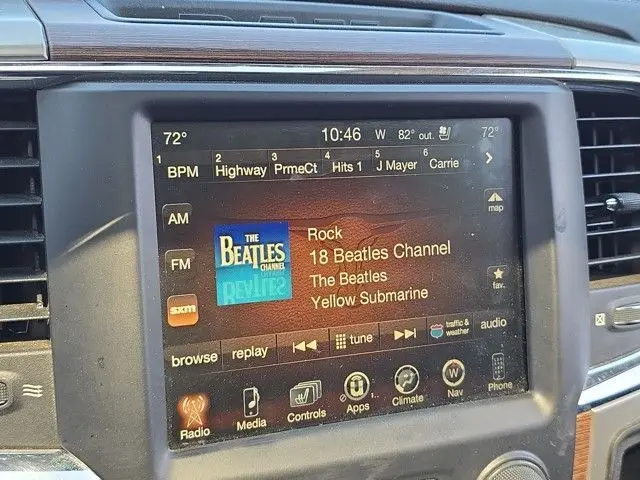 72° 10:46 W 82° out. 72°
1 BPM 2 Highway 3 PrmeCt 4 Hits 1 5 J Mayer 6 Carrie
map
AM
FM
sxm
THE BEATLES CHANNEL
Rock
18 Beatles Channel
The Beatles
Yellow Submarine
fav.
browse replay tune traffic & weather audio
Radio Media Controls Apps Climate Nav Phone